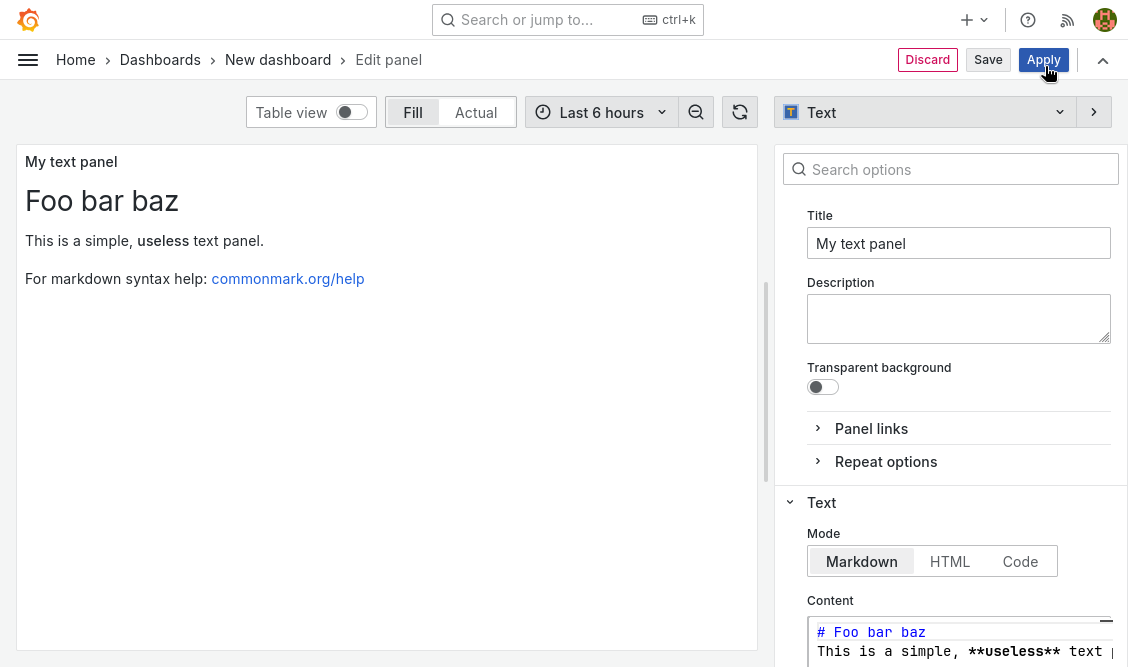 Search or jump to... ctrl+k
Home › Dashboards › New dashboard › Edit panel
Discard
Save
Apply
Table view
Fill
Actual
Last 6 hours
Text
My text panel
Foo bar baz
This is a simple, useless text panel.
For markdown syntax help: commonmark.org/help
Search options
Title
My text panel
Description
Transparent background
Panel links
Repeat options
Text
Mode
Markdown
HTML
Code
Content
# Foo bar baz
This is a simple, **useless** text